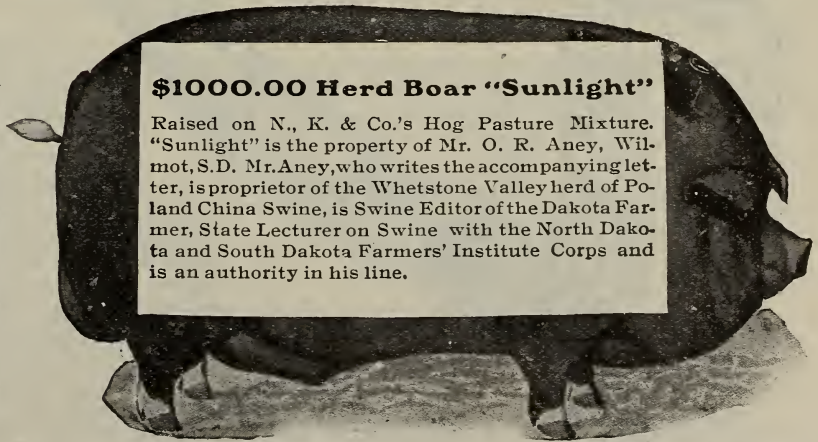 $1000.00 Herd Boar “Sunlight”
Raised on N., K. & Co.'s Hog Pasture Mixture.
“Sunlight” is the property of Mr. O. R. Aney, Wil-
mot, S.D. Mr. Aney, who writes the accompanying let-
ter, is proprietor of the Whetstone Valley herd of Po-
land China Swine, is Swine Editor of the Dakota Far-
mer, State Lecturer on Swine with the North Dako-
ta and South Dakota Farmers' Institute Corps and
is an authority in his line.